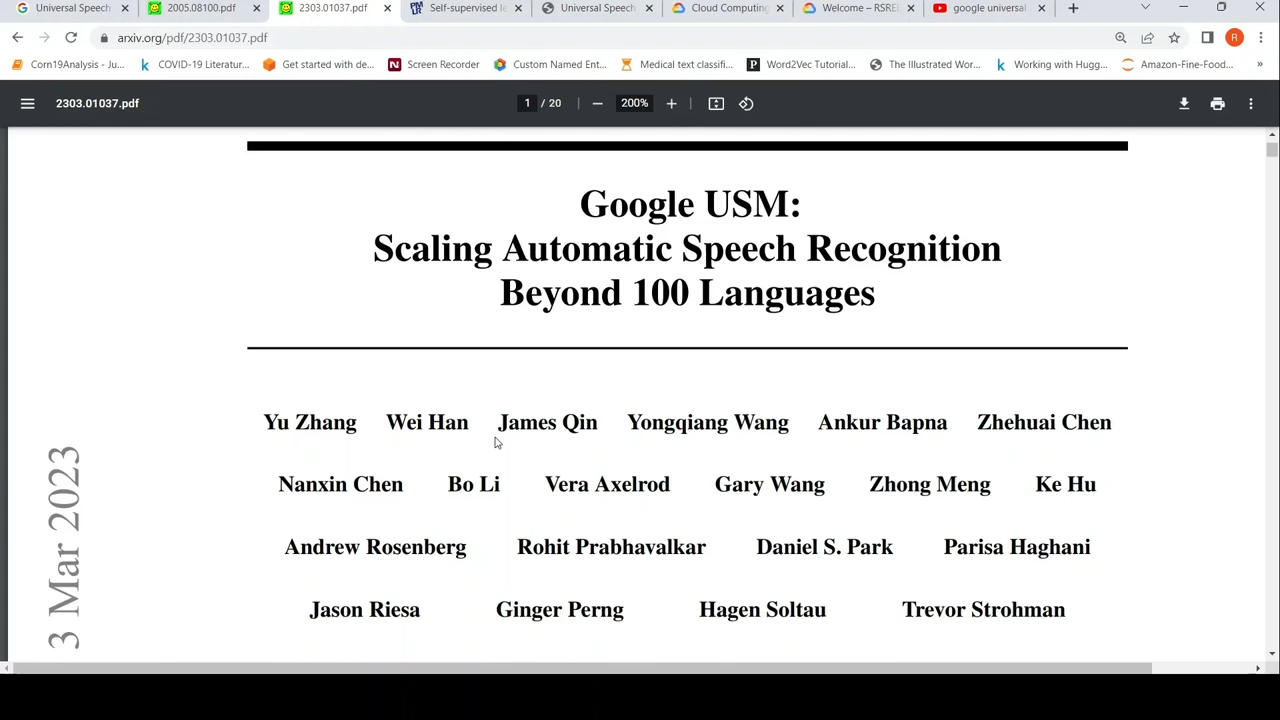 Universal Speech
2005.08100.pdf
2303.01037.pdf
Self-supervised le
Universal Speech
Cloud Computing
Welcome – RSREL
google universal
arxiv.org/pdf/2303.01037.pdf
R
Corn19Analysis - Ju...
COVID-19 Literatur...
Get started with de...
Screen Recorder
Custom Named Ent...
Medical text classifi...
Word2Vec Tutorial...
The Illustrated Wor...
Working with Hugg...
Amazon-Fine-Food...
2303.01037.pdf
1 / 20
200%
Google USM:
Scaling Automatic Speech Recognition
Beyond 100 Languages
Yu Zhang Wei Han James Qin Yongqiang Wang Ankur Bapna Zhehuai Chen
Nanxin Chen Bo Li Vera Axelrod Gary Wang Zhong Meng Ke Hu
Andrew Rosenberg Rohit Prabhavalkar Daniel S. Park Parisa Haghani
Jason Riesa Ginger Perng Hagen Soltau Trevor Strohman
3 Mar 2023